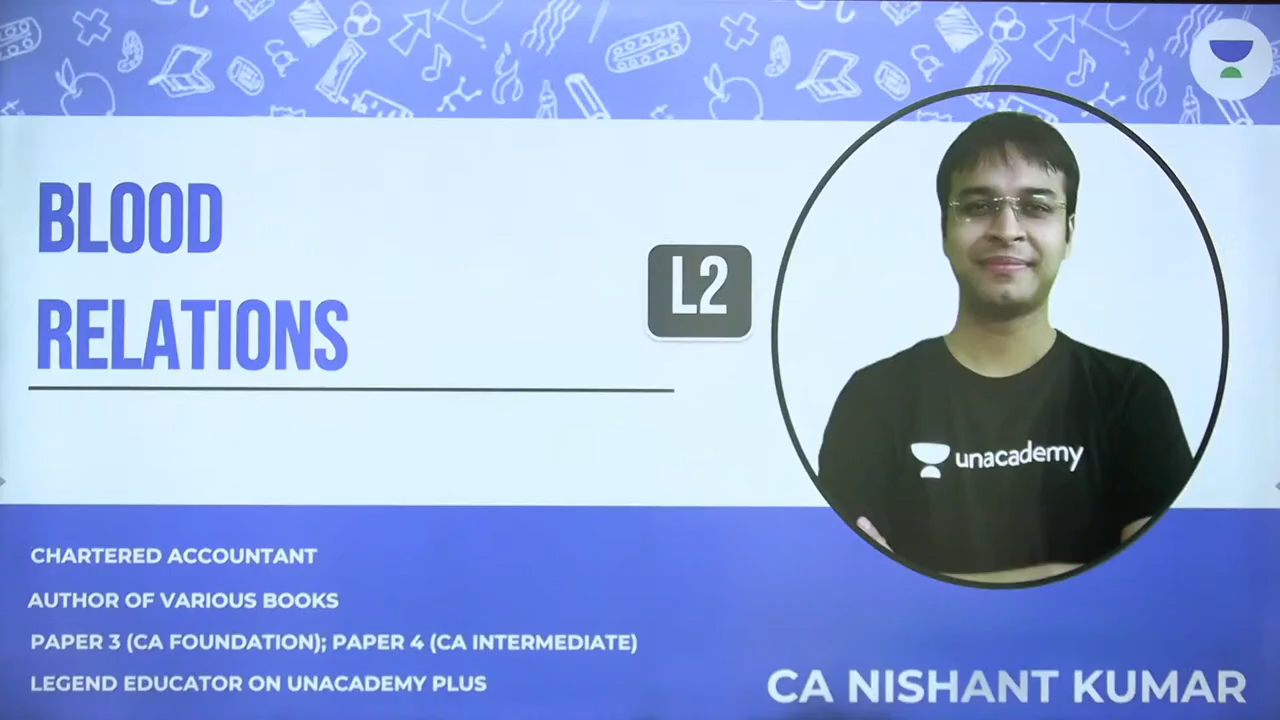 BLOOD
RELATIONS
L2
unacademy
CHARTERED ACCOUNTANT
AUTHOR OF VARIOUS BOOKS
PAPER 3 (CA FOUNDATION); PAPER 4 (CA INTERMEDIATE)
LEGEND EDUCATOR ON UNACADEMY PLUS
CA NISHANT KUMAR